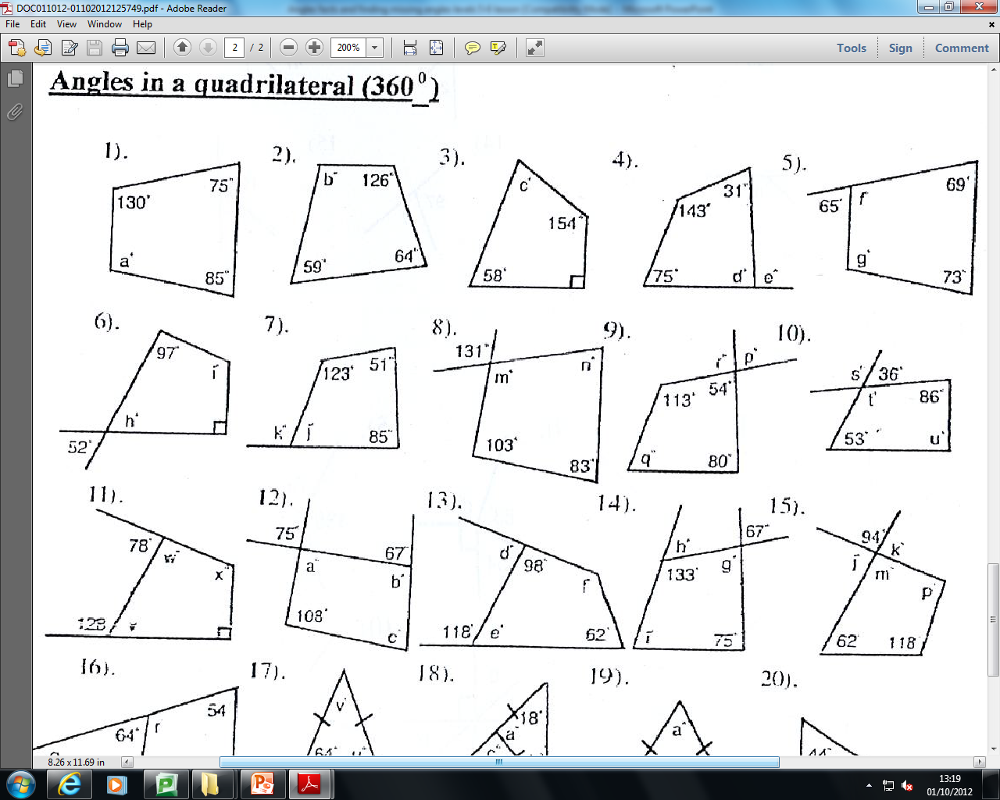 DOC011012-01102012125749.pdf - Adobe Reader
File Edit View Window Help
2 / 2 200% Tools Sign Comment
Angles in a quadrilateral (360⁰)
1). 2). 3). 4). 5).
75° b° 126° c° 31° 69°
130° 154° 143° 65° f
a° 59° 64° 58° 75° d° e° g°
85° 73°
6). 7). 8). 9). 10).
97° i° 123° 51° 131° m° n° r° p° s° 36°
113° 54° t° 86°
h° k° j° 85° 103° q° 80° 53° u°
52° 83°
11). 12). 13). 14). 15).
78° w° 75° 67° d° 98° h° 67° 94° k°
x° a° b° f 133° g° j° m° p°
128 v 108° c° 118° e° 62° i° 75° 62° 118
16). 17). 18). 19). 20).
54 v° 18° a°
64° r a°
64° u° c° 44°
8.26 x 11.69 in
13:19
01/10/2012